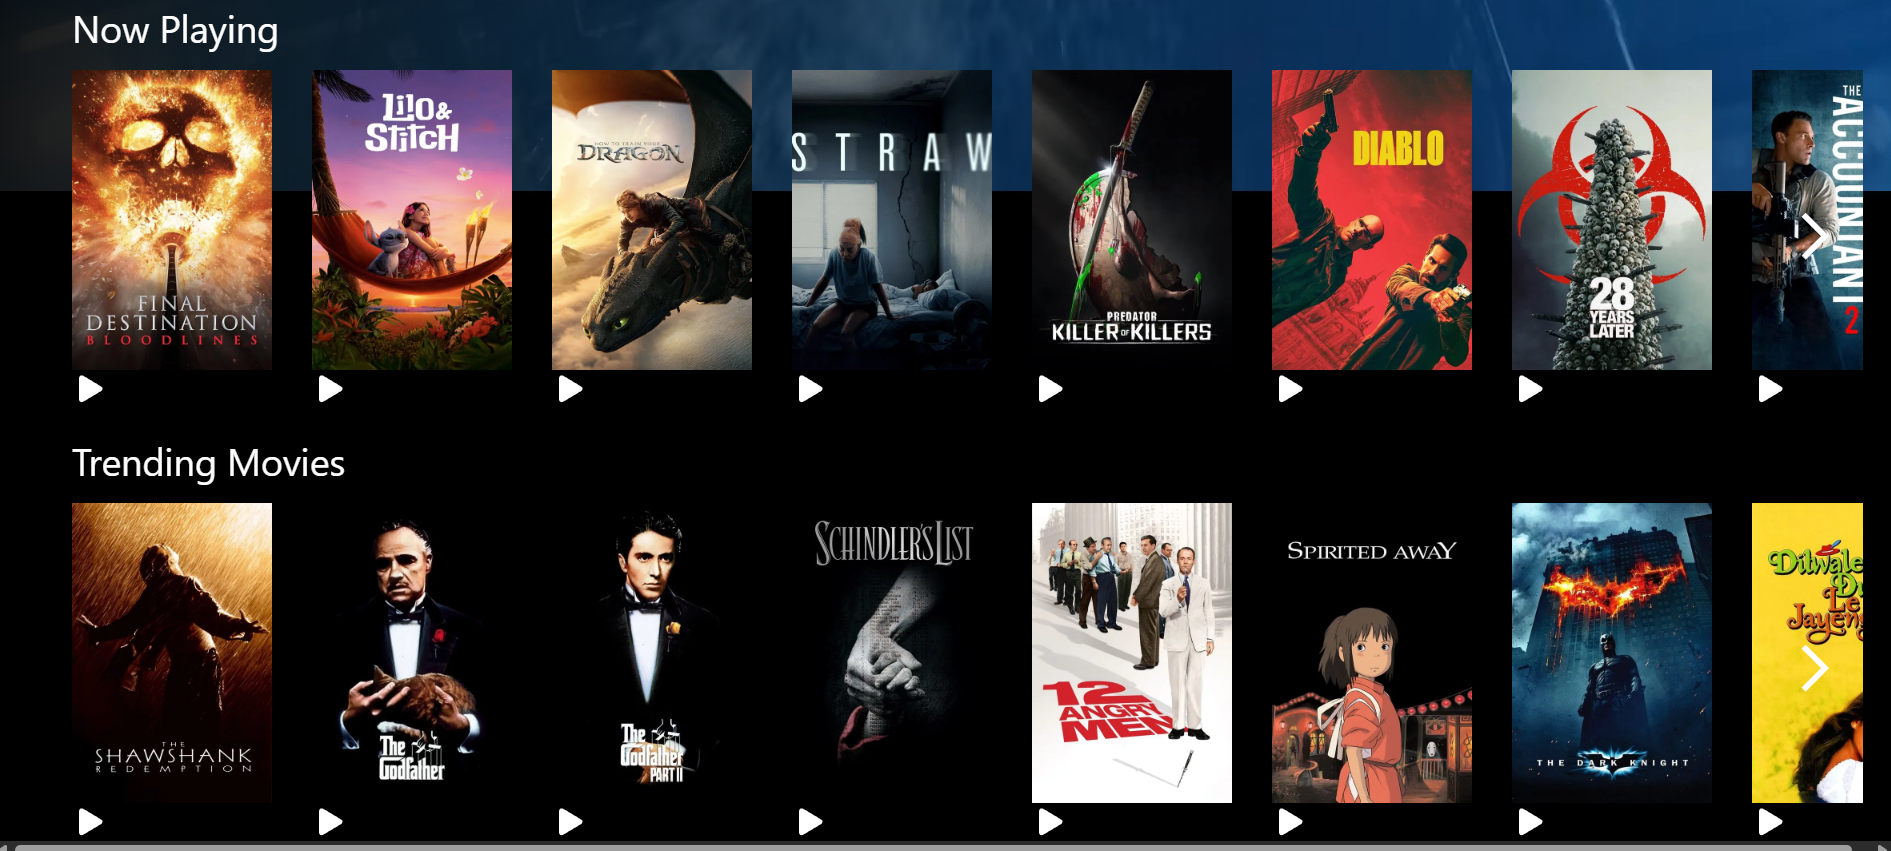 Now Playing
FINAL
DESTINATION
BLOODLINES
Lilo &
Stitch
HOW TO TRAIN YOUR
DRAGON
STRAW
PREDATOR
KILLER OF KILLERS
DIABLO
28
YEARS
LATER
THE
ACCOUNTANT
2
Trending Movies
THE
SHAWSHANK
REDEMPTION
The
Godfather
The
Godfather
PART II
SCHINDLER'S LIST
12
ANGRY
MEN
SPIRITED AWAY
THE DARK KNIGHT
Dilwale
Le